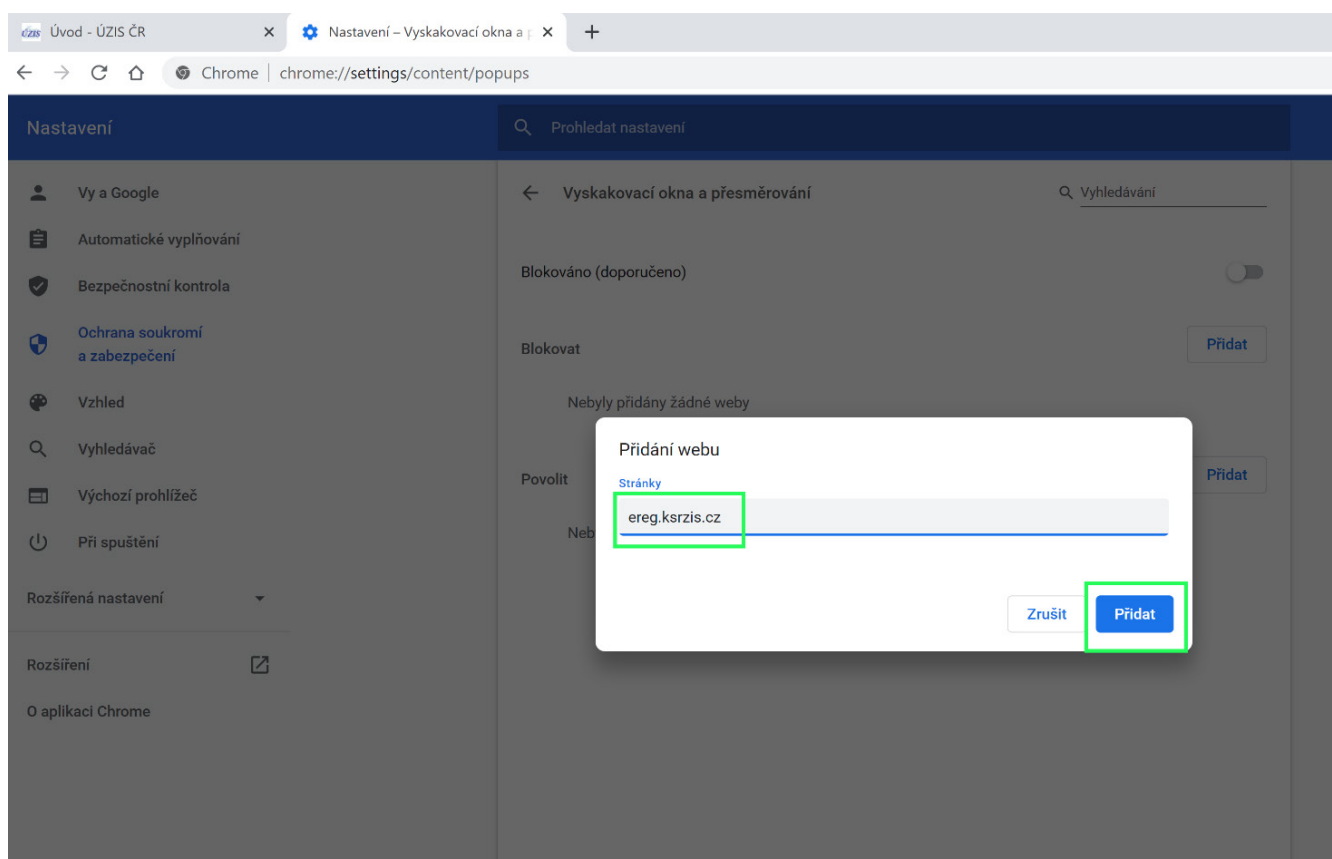 úzis Úvod - ÚZIS ČR
Nastavení – Vyskakovací okna a p
Chrome | chrome://settings/content/popups
Nastavení
Prohledat nastavení
Vy a Google
Automatické vyplňování
Bezpečnostní kontrola
Ochrana soukromí
a zabezpečení
Vzhled
Vyhledávač
Výchozí prohlížeč
Při spuštění
Rozšířená nastavení
Rozšíření
O aplikaci Chrome
Vyskakovací okna a přesměrování
Vyhledávání
Blokováno (doporučeno)
Blokovat
Přidat
Nebyly přidány žádné weby
Povolit
Přidat
Neb
Přidání webu
Stránky
ereg.ksrzis.cz
Zrušit
Přidat